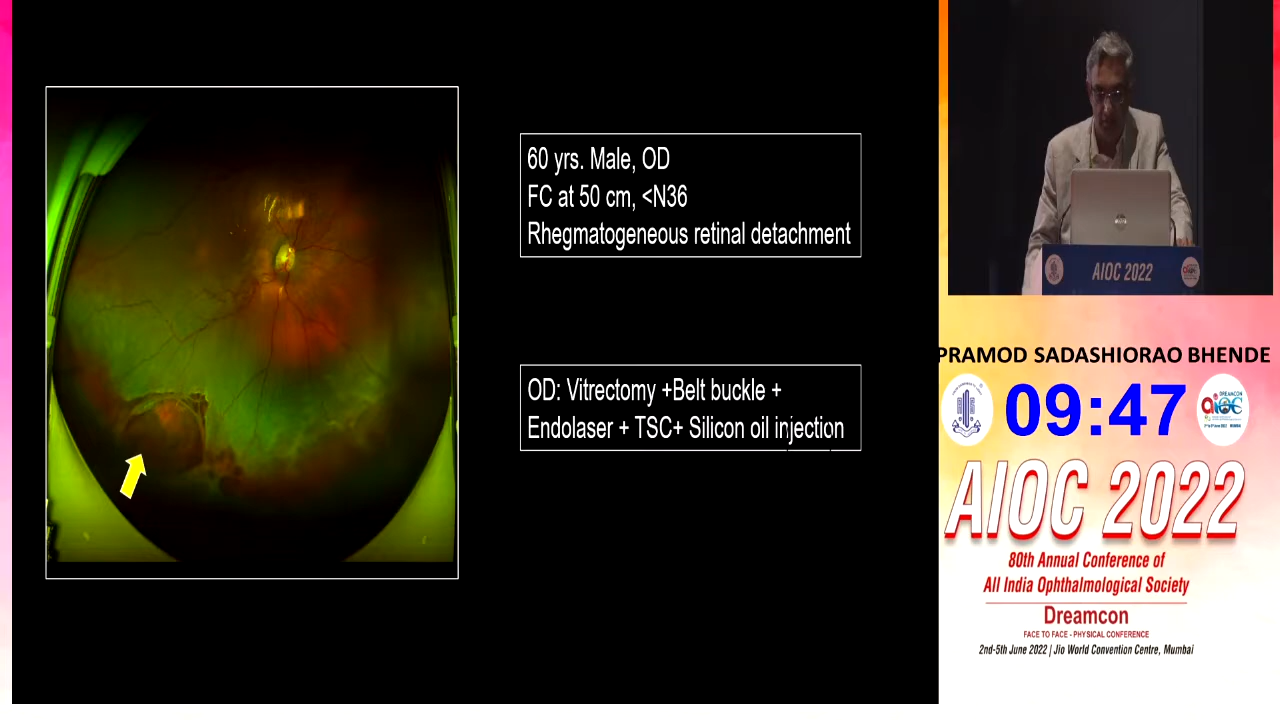 60 yrs. Male, OD
FC at 50 cm, <N36
Rhegmatogeneous retinal detachment
OD: Vitrectomy +Belt buckle +
Endolaser + TSC+ Silicon oil injection
AIOC 2022
PRAMOD SADASHIORAO BHENDE
09:47
AIOC 2022
80th Annual Conference of
All India Ophthalmological Society
Dreamcon
FACE TO FACE - PHYSICAL CONFERENCE
2nd-5th June 2022 | Jio World Convention Centre, Mumbai